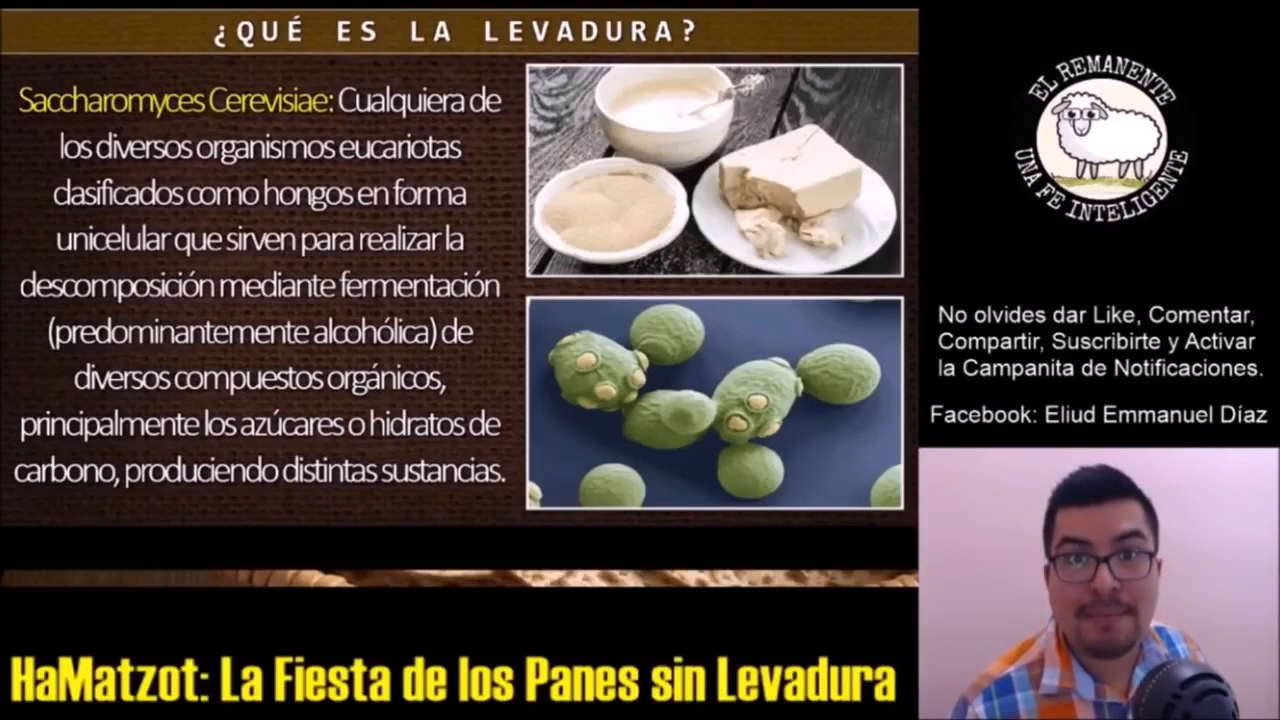 ¿QUÉ ES LA LEVADURA?
Saccharomyces Cerevisiae: Cualquiera de
los diversos organismos eucariotas
clasificados como hongos en forma
unicelular que sirven para realizar la
descomposición mediante fermentación
(predominantemente alcohólica) de
diversos compuestos orgánicos,
principalmente los azúcares o hidratos de
carbono, produciendo distintas sustancias.
EL REMANENTE
UNA FE INTELIGENTE
No olvides dar Like, Comentar,
Compartir, Suscribirte y Activar
la Campanita de Notificaciones.
Facebook: Eliud Emmanuel Díaz
HaMatzot: La Fiesta de los Panes sin Levadura